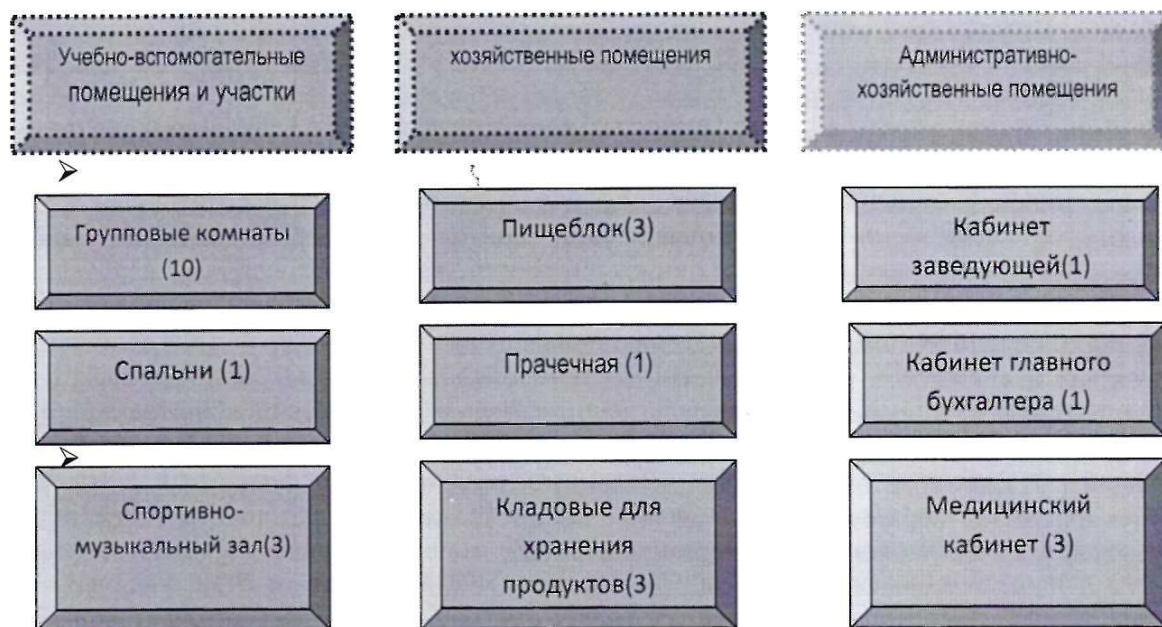 Учебно-вспомогательные
помещения и участки
хозяйственные помещения
Административно-
хозяйственные помещения
Групповые комнаты
(10)
Пищеблок(3)
Кабинет
заведующей(1)
Спальни (1)
Прачечная (1)
Кабинет главного
бухгалтера (1)
Спортивно-
музыкальный зал(3)
Кладовые для
хранения
продуктов(3)
Медицинский
кабинет (3)